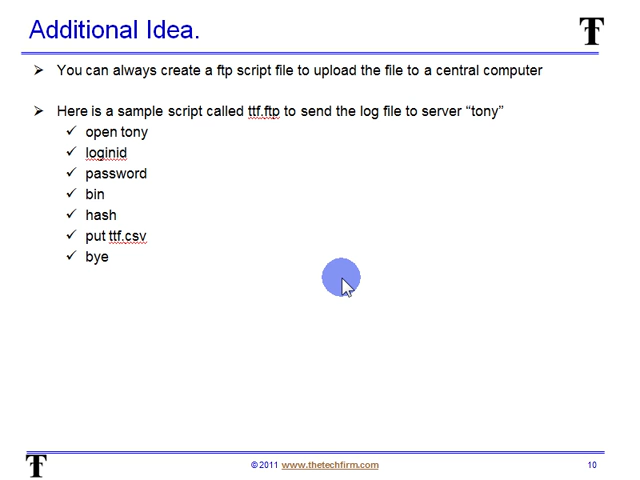 Additional Idea.
You can always create a ftp script file to upload the file to a central computer
Here is a sample script called ttf.ftp to send the log file to server “tony”
open tony
loginid
password
bin
hash
put ttf.csv
bye
© 2011 www.thetechfirm.com
10